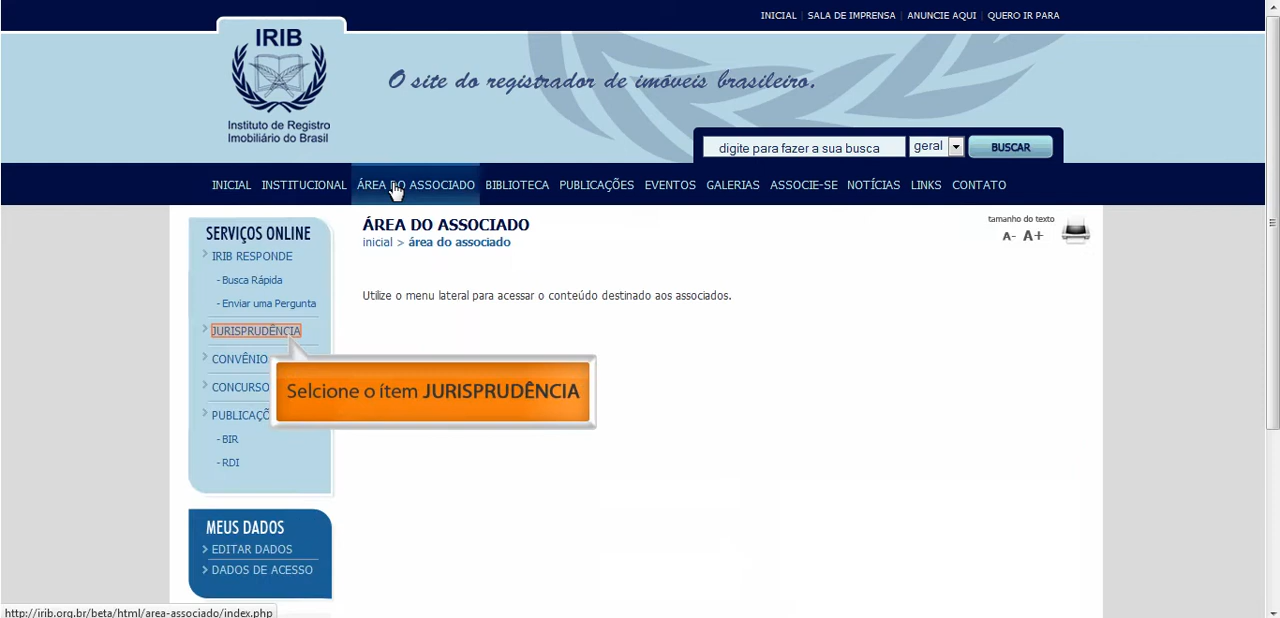 INICIAL | SALA DE IMPRENSA | ANUNCIE AQUI | QUERO IR PARA
IRIB
Instituto de Registro
Imobiliário do Brasil
O site do registrador de imóveis brasileiro.
digite para fazer a sua busca geral BUSCAR
INICIAL INSTITUCIONAL ÁREA DO ASSOCIADO BIBLIOTECA PUBLICAÇÕES EVENTOS GALERIAS ASSOCIE-SE NOTÍCIAS LINKS CONTATO
SERVIÇOS ONLINE
IRIB RESPONDE
- Busca Rápida
- Enviar uma Pergunta
JURISPRUDÊNCIA
CONVÊNIO
CONCURSO
PUBLICAÇÕ
- BIR
- RDI
MEUS DADOS
> EDITAR DADOS
> DADOS DE ACESSO
ÁREA DO ASSOCIADO
inicial > área do associado
tamanho do texto
A- A+
Utilize o menu lateral para acessar o conteúdo destinado aos associados.
Selcione o ítem JURISPRUDÊNCIA
http://irib.org.br/beta/html/area-associado/index.php